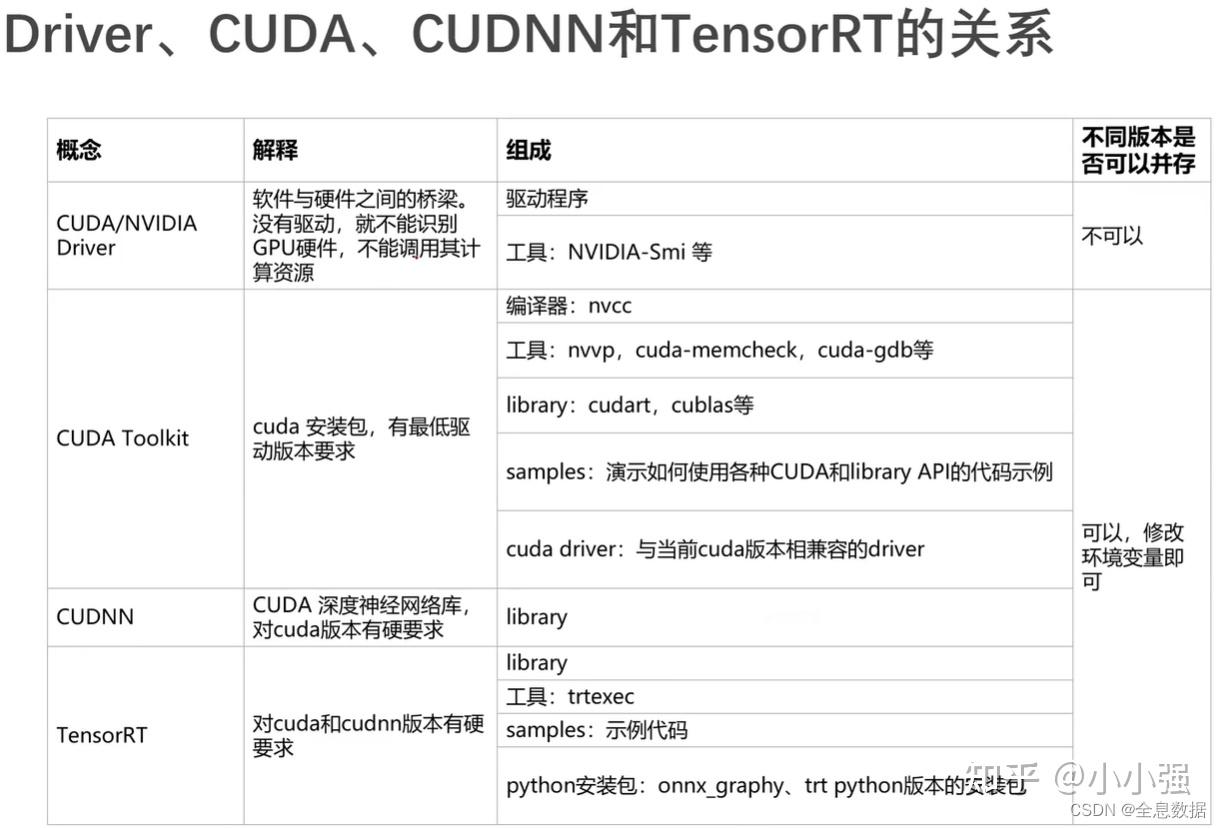 Driver、CUDA、CUDNN和TensorRT的关系
概念
解释
组成
不同版本是
否可以并存
CUDA/NVIDIA
Driver
软件与硬件之间的桥梁。
没有驱动，就不能识别
GPU硬件，不能调用其计
算资源
驱动程序
工具：NVIDIA-Smi 等
不可以
CUDA Toolkit
cuda 安装包，有最低驱
动版本要求
编译器：nvcc
工具：nvvp，cuda-memcheck，cuda-gdb等
library：cudart，cublas等
samples：演示如何使用各种CUDA和library API的代码示例
cuda driver：与当前cuda版本相兼容的driver
可以，修改
环境变量即
可
CUDNN
CUDA 深度神经网络库，
对cuda版本有硬要求
library
TensorRT
对cuda和cudnn版本有硬
要求
library
工具：trtexec
samples：示例代码
python安装包：onnx_graphy、trt python版本的安装包
知乎 @小小强
CSDN @全息数据